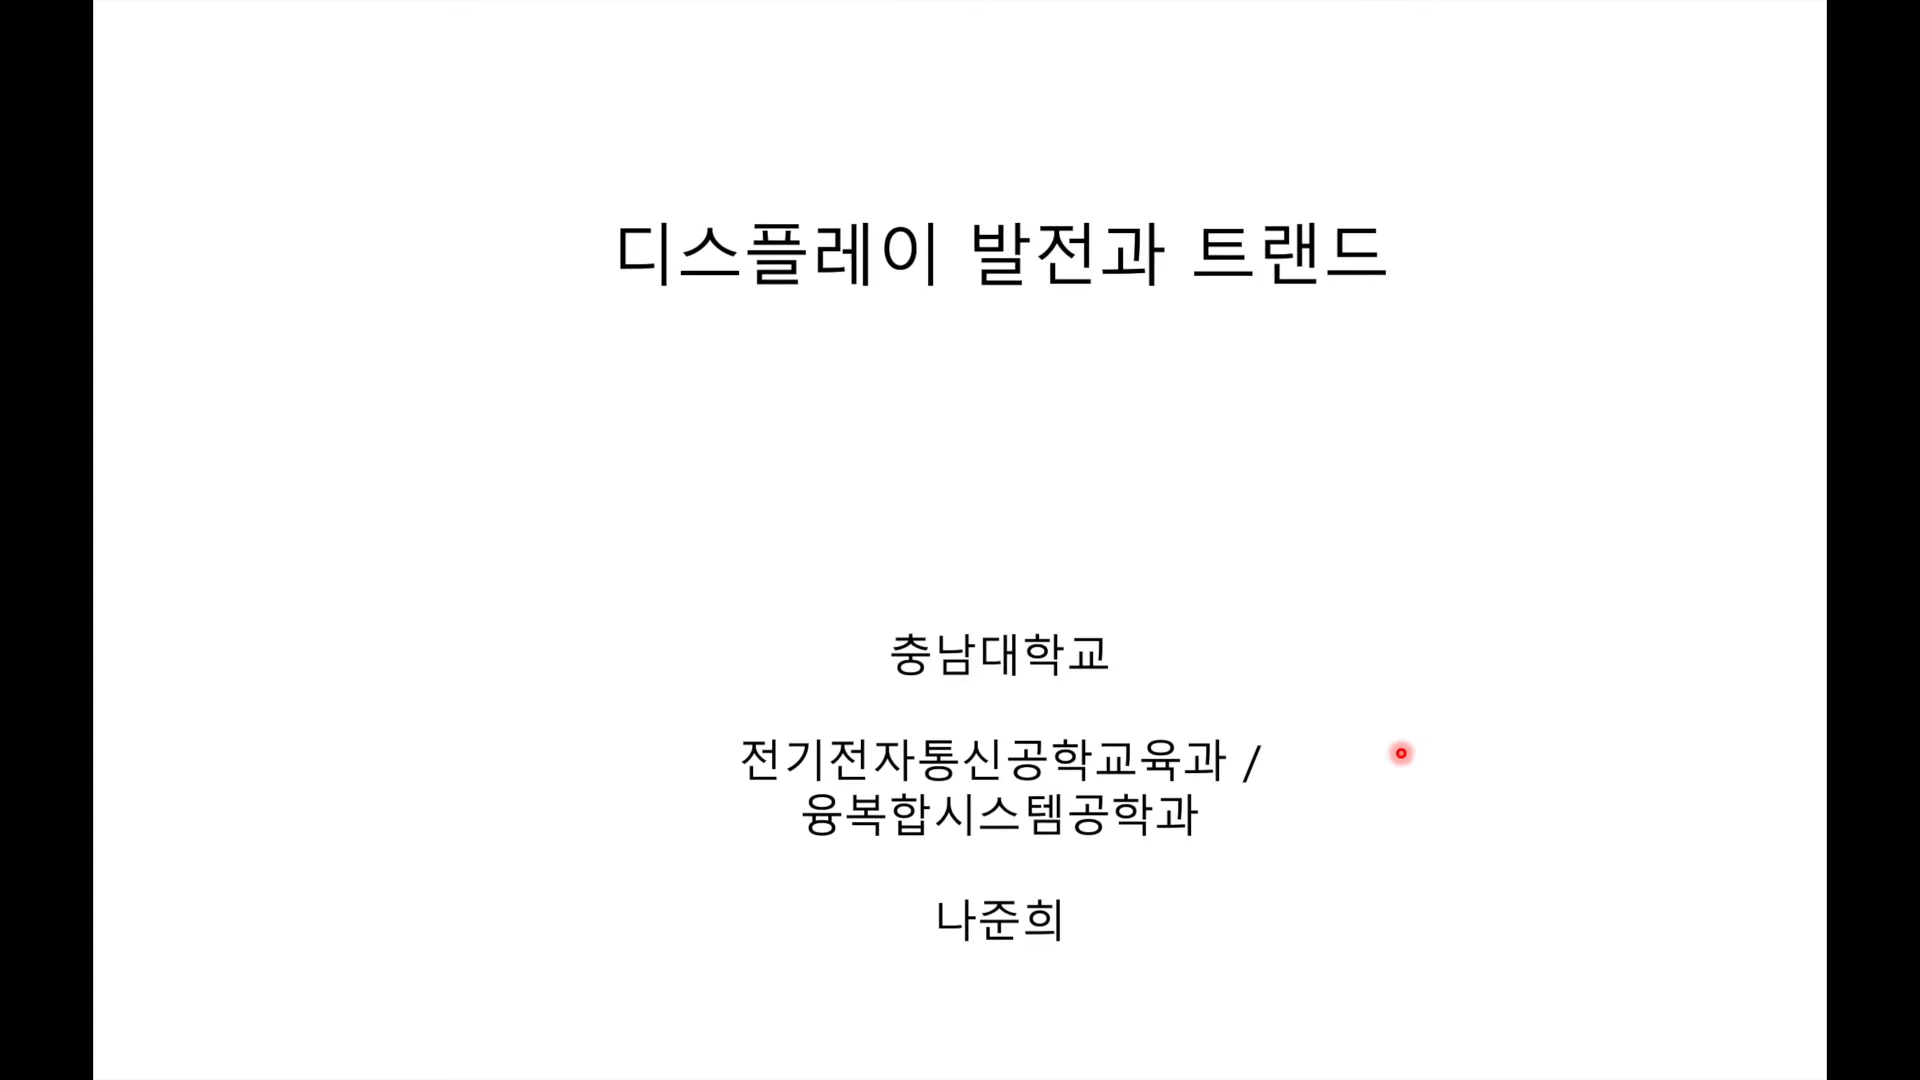 디스플레이 발전과 트랜드
충남대학교
전기전자통신공학교육과 /
융복합시스템공학과
나준희